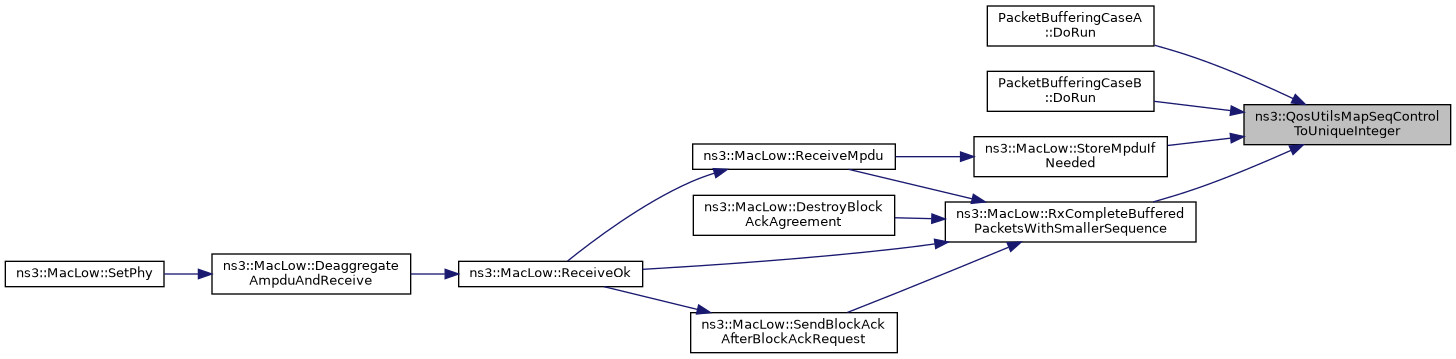 PacketBufferingCaseA
::DoRun
PacketBufferingCaseB
::DoRun
ns3::QosUtilsMapSeqControl
ToUniqueInteger
ns3::MacLow::ReceiveMpdu
ns3::MacLow::StoreMpduIf
Needed
ns3::MacLow::DestroyBlock
AckAgreement
ns3::MacLow::RxCompleteBuffered
PacketsWithSmallerSequence
ns3::MacLow::SetPhy
ns3::MacLow::Deaggregate
AmpduAndReceive
ns3::MacLow::ReceiveOk
ns3::MacLow::SendBlockAck
AfterBlockAckRequest